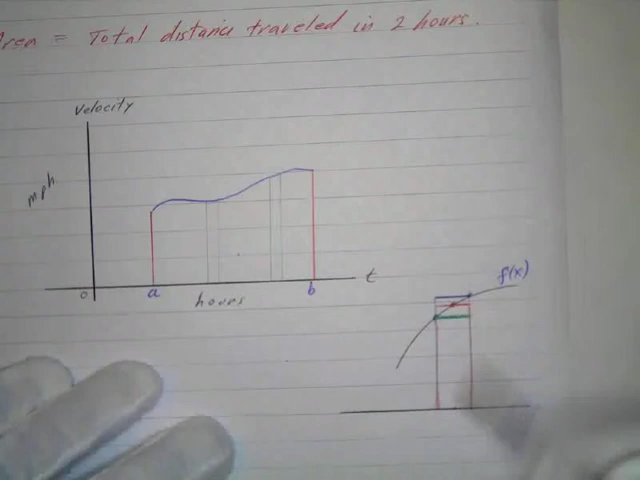 Area = Total distance traveled in 2 hours.
Velocity
mph
0
a
hours
b
t
f(x)